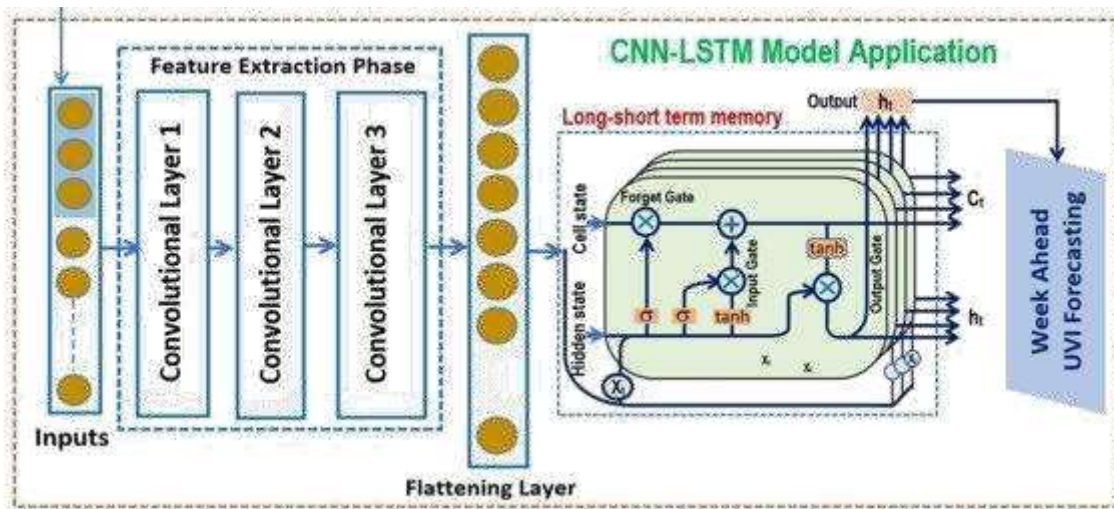 CNN-LSTM Model Application
Feature Extraction Phase
Convolutional Layer 1
Convolutional Layer 2
Convolutional Layer 3
Inputs
Flattening Layer
Long-short term memory
Output
hₜ
Cell state
Hidden state
Forget Gate
×
+
×
tanh
×
Input Gate
Output Gate
σ
σ
tanh
Cₜ
hₜ
Week Ahead
UVI Forecasting